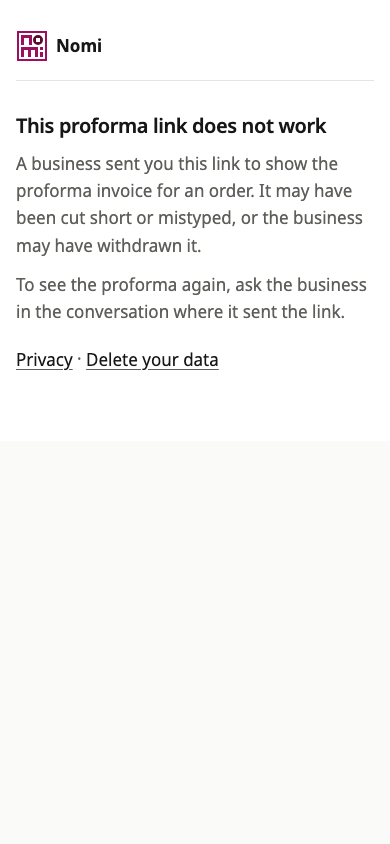 Nomi
This proforma link does not work
A business sent you this link to show the
proforma invoice for an order. It may have
been cut short or mistyped, or the business
may have withdrawn it.
To see the proforma again, ask the business
in the conversation where it sent the link.
Privacy · Delete your data